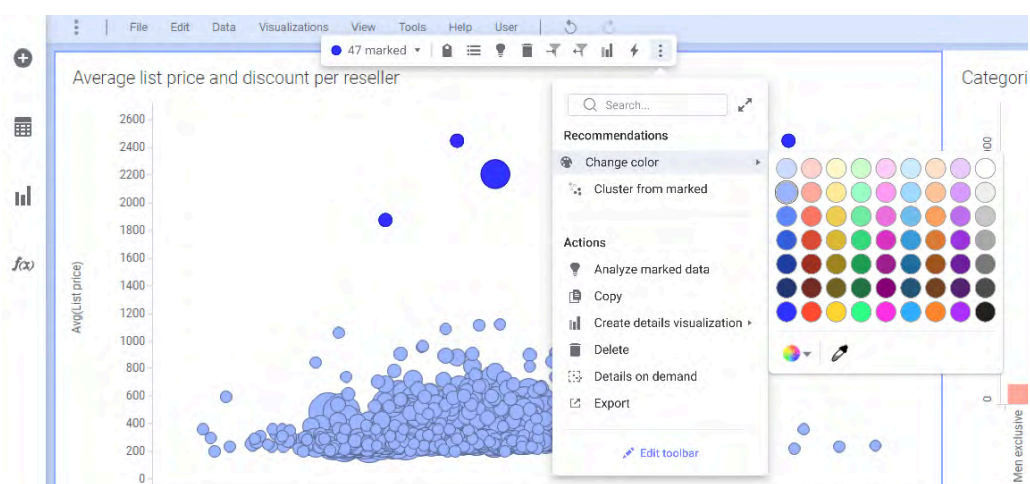 File Edit Data Visualizations View Tools Help User
47 marked
Average list price and discount per reseller
Categori
Search...
Recommendations
Change color
Cluster from marked
Actions
Analyze marked data
Copy
Create details visualization
Delete
Details on demand
Export
Edit toolbar
f(x)
Avg(List price)
2600
2400
2200
2000
1800
1600
1400
1200
1000
800
600
400
200
0
0
Men exclusive